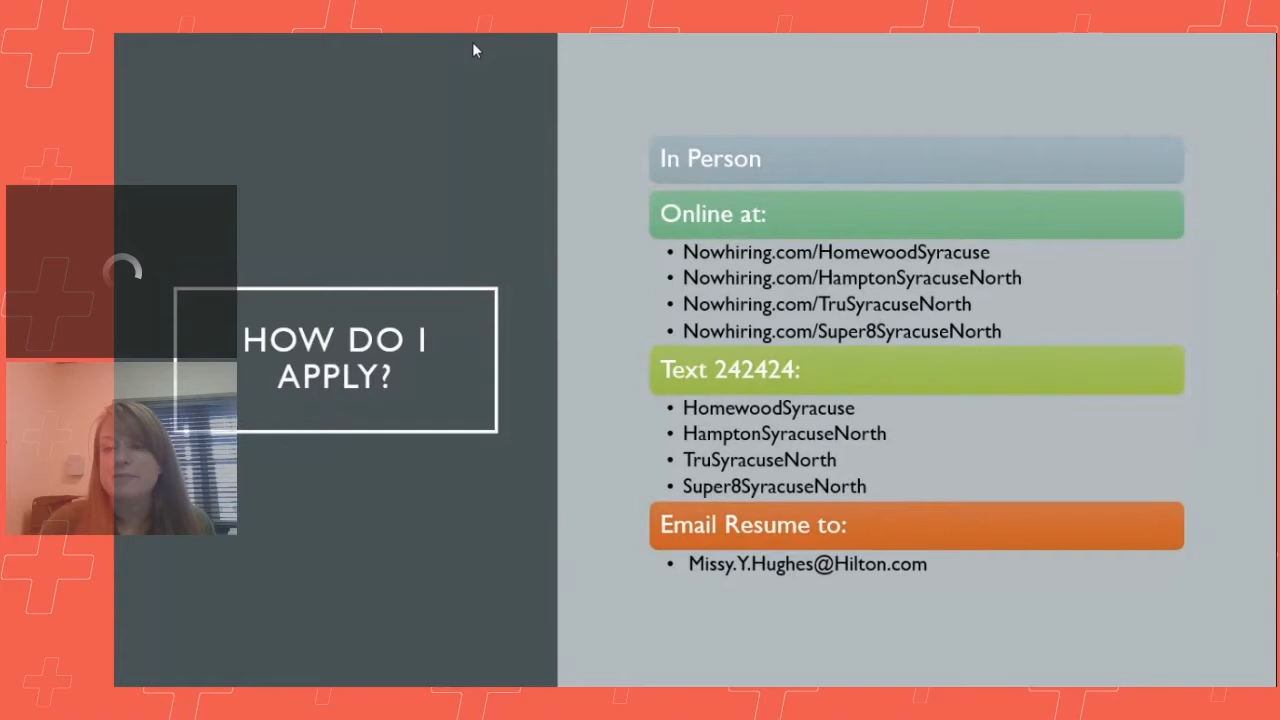 HOW DO I
APPLY?
In Person
Online at:
• Nowhiring.com/HomewoodSyracuse
• Nowhiring.com/HamptonSyracuseNorth
• Nowhiring.com/TruSyracuseNorth
• Nowhiring.com/Super8SyracuseNorth
Text 242424:
• HomewoodSyracuse
• HamptonSyracuseNorth
• TruSyracuseNorth
• Super8SyracuseNorth
Email Resume to:
• Missy.Y.Hughes@Hilton.com